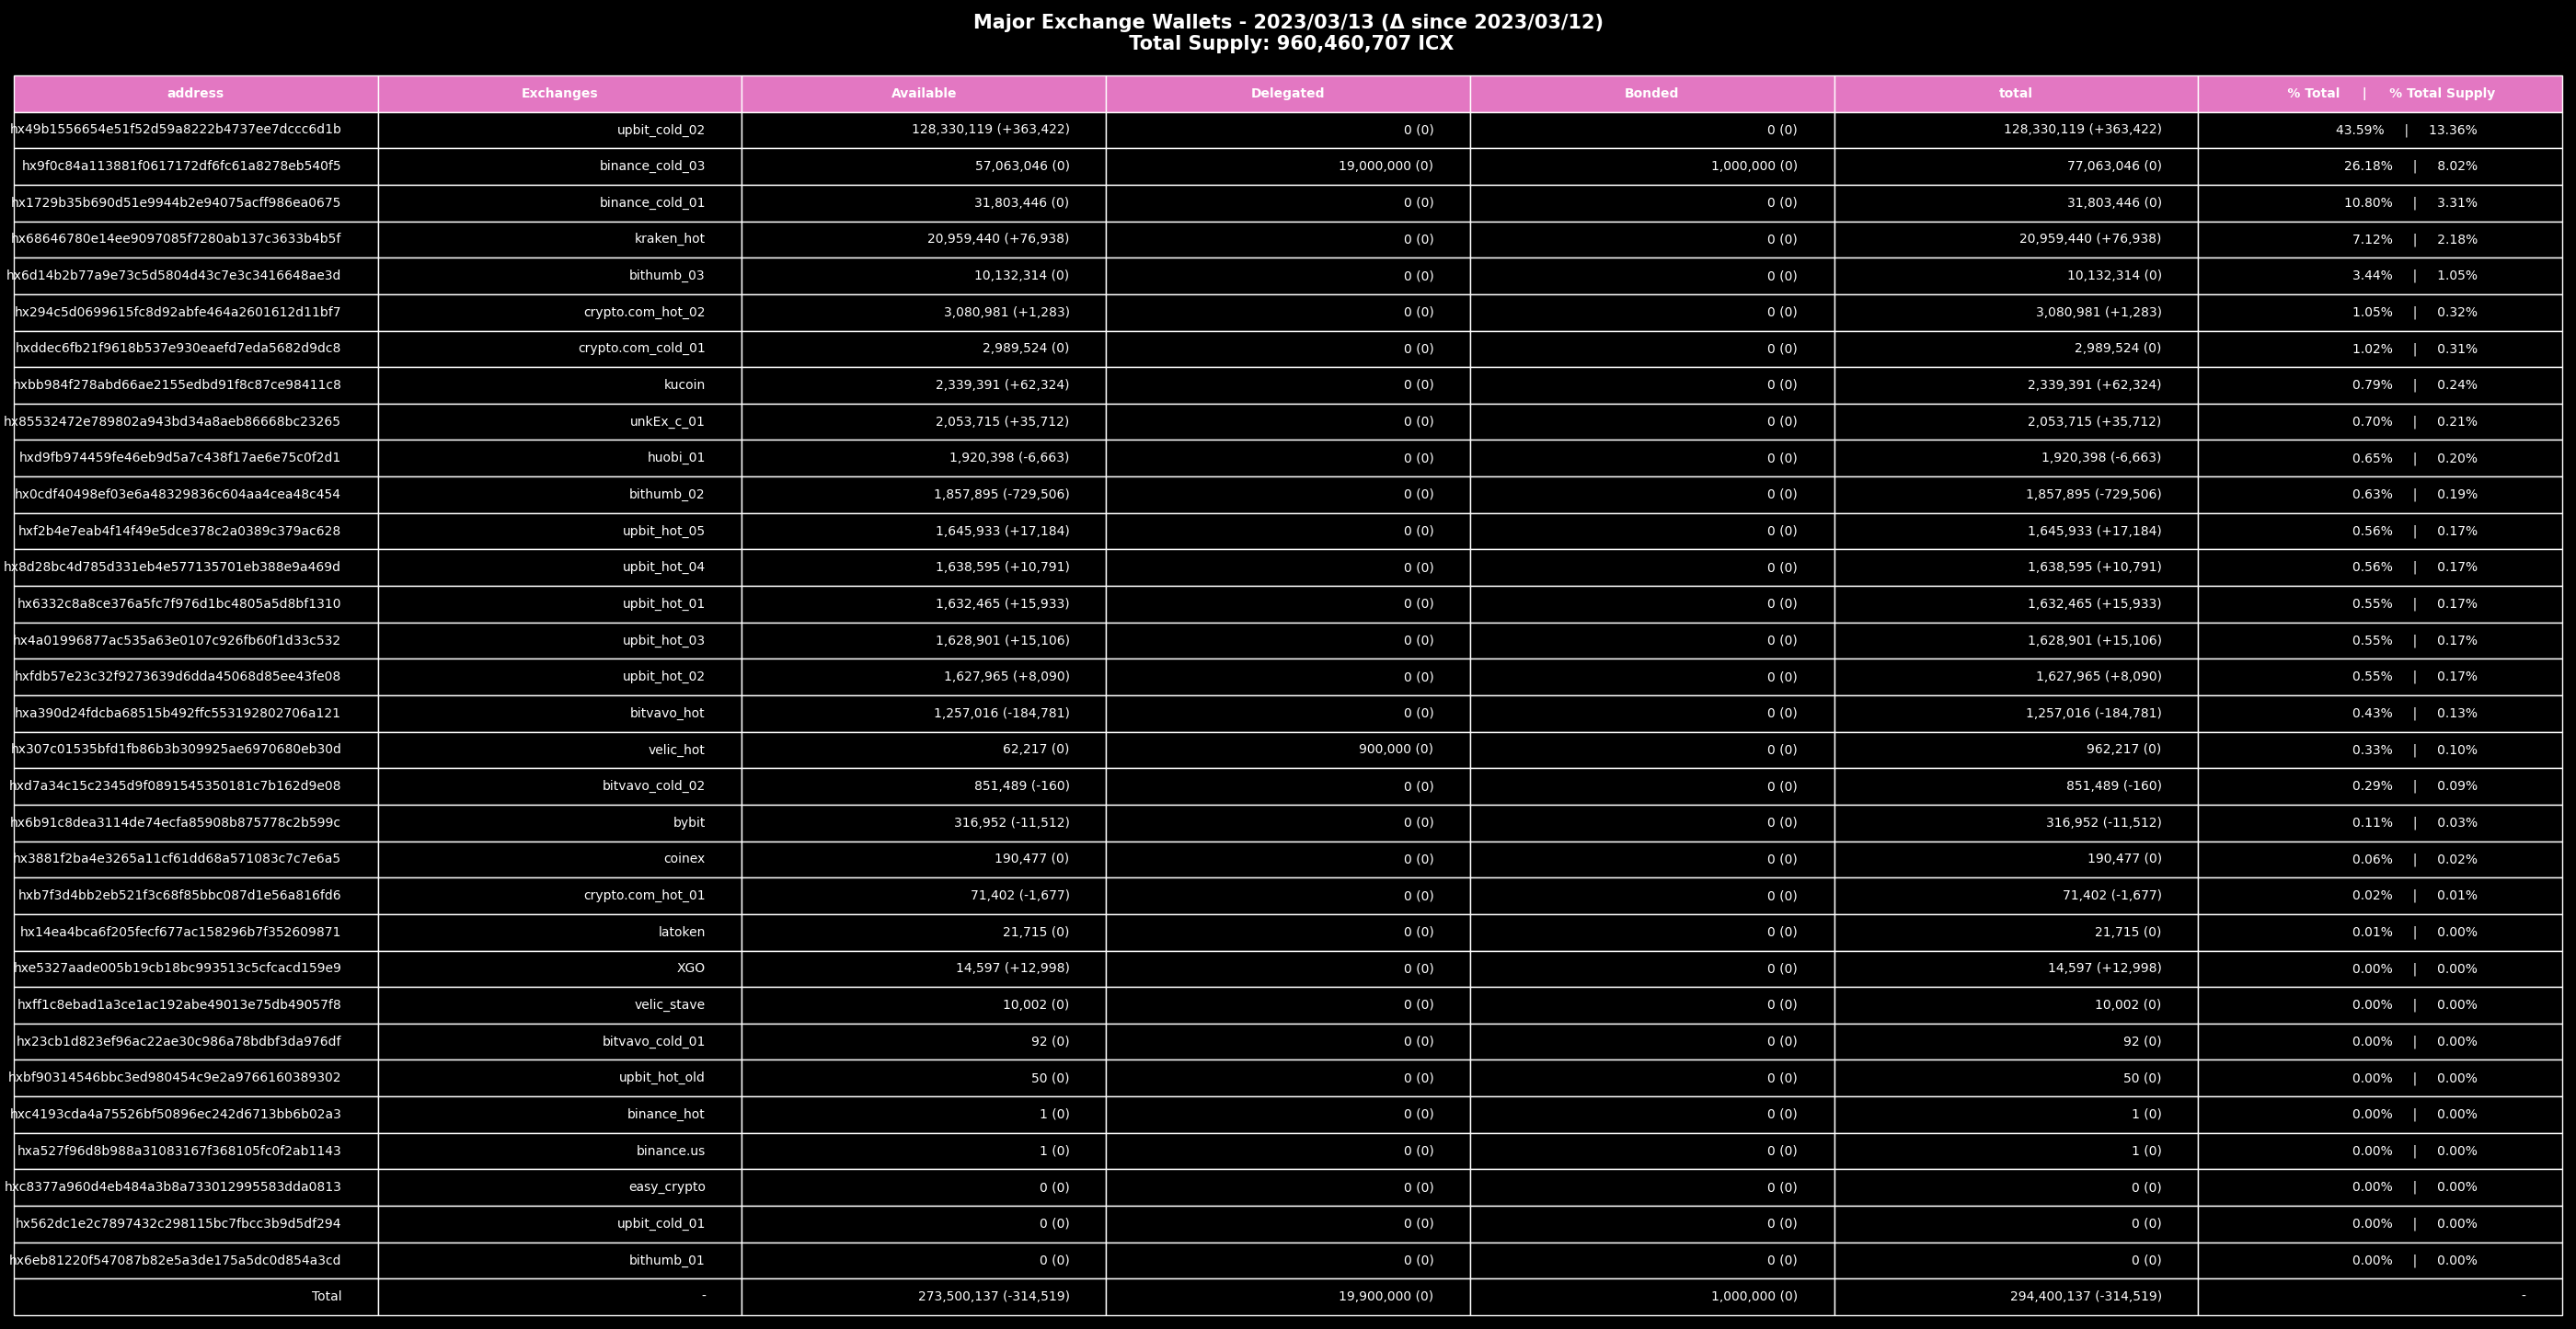 Major Exchange Wallets - 2023/03/13 (Δ since 2023/03/12)
Total Supply: 960,460,707 ICX
address Exchanges Available Delegated Bonded total % Total | % Total Supply
hx49b1556654e51f52d59a8222b4737ee7dccc6d1b upbit_cold_02 128,330,119 (+363,422) 0 (0) 0 (0) 128,330,119 (+363,422) 43.59% | 13.36%
hx9f0c84a113881f0617172df6fc61a8278eb540f5 binance_cold_03 57,063,046 (0) 19,000,000 (0) 1,000,000 (0) 77,063,046 (0) 26.18% | 8.02%
hx1729b35b690d51e9944b2e94075acff986ea0675 binance_cold_01 31,803,446 (0) 0 (0) 0 (0) 31,803,446 (0) 10.80% | 3.31%
hx68646780e14ee9097085f7280ab137c3633b4b5f kraken_hot 20,959,440 (+76,938) 0 (0) 0 (0) 20,959,440 (+76,938) 7.12% | 2.18%
hx6d14b2b77a9e73c5d5804d43c7e3c3416648ae3d bithumb_03 10,132,314 (0) 0 (0) 0 (0) 10,132,314 (0) 3.44% | 1.05%
hx294c5d0699615fc8d92abfe464a2601612d11bf7 crypto.com_hot_02 3,080,981 (+1,283) 0 (0) 0 (0) 3,080,981 (+1,283) 1.05% | 0.32%
hxddec6fb21f9618b537e930eaefd7eda5682d9dc8 crypto.com_cold_01 2,989,524 (0) 0 (0) 0 (0) 2,989,524 (0) 1.02% | 0.31%
hxbb984f278abd66ae2155edbd91f8c87ce98411c8 kucoin 2,339,391 (+62,324) 0 (0) 0 (0) 2,339,391 (+62,324) 0.79% | 0.24%
hx85532472e789802a943bd34a8aeb86668bc23265 unkEx_c_01 2,053,715 (+35,712) 0 (0) 0 (0) 2,053,715 (+35,712) 0.70% | 0.21%
hxd9fb974459fe46eb9d5a7c438f17ae6e75c0f2d1 huobi_01 1,920,398 (-6,663) 0 (0) 0 (0) 1,920,398 (-6,663) 0.65% | 0.20%
hx0cdf40498ef03e6a48329836c604aa4cea48c454 bithumb_02 1,857,895 (-729,506) 0 (0) 0 (0) 1,857,895 (-729,506) 0.63% | 0.19%
hxf2b4e7eab4f14f49e5dce378c2a0389c379ac628 upbit_hot_05 1,645,933 (+17,184) 0 (0) 0 (0) 1,645,933 (+17,184) 0.56% | 0.17%
hx8d28bc4d785d331eb4e577135701eb388e9a469d upbit_hot_04 1,638,595 (+10,791) 0 (0) 0 (0) 1,638,595 (+10,791) 0.56% | 0.17%
hx6332c8a8ce376a5fc7f976d1bc4805a5d8bf1310 upbit_hot_01 1,632,465 (+15,933) 0 (0) 0 (0) 1,632,465 (+15,933) 0.55% | 0.17%
hx4a01996877ac535a63e0107c926fb60f1d33c532 upbit_hot_03 1,628,901 (+15,106) 0 (0) 0 (0) 1,628,901 (+15,106) 0.55% | 0.17%
hxfdb57e23c32f9273639d6dda45068d85ee43fe08 upbit_hot_02 1,627,965 (+8,090) 0 (0) 0 (0) 1,627,965 (+8,090) 0.55% | 0.17%
hxa390d24fdcba68515b492ffc553192802706a121 bitvavo_hot 1,257,016 (-184,781) 0 (0) 0 (0) 1,257,016 (-184,781) 0.43% | 0.13%
hx307c01535bfd1fb86b3b309925ae6970680eb30d velic_hot 62,217 (0) 900,000 (0) 0 (0) 962,217 (0) 0.33% | 0.10%
hxd7a34c15c2345d9f0891545350181c7b162d9e08 bitvavo_cold_02 851,489 (-160) 0 (0) 0 (0) 851,489 (-160) 0.29% | 0.09%
hx6b91c8dea3114de74ecfa85908b875778c2b599c bybit 316,952 (-11,512) 0 (0) 0 (0) 316,952 (-11,512) 0.11% | 0.03%
hx3881f2ba4e3265a11cf61dd68a571083c7c7e6a5 coinex 190,477 (0) 0 (0) 0 (0) 190,477 (0) 0.06% | 0.02%
hxb7f3d4bb2eb521f3c68f85bbc087d1e56a816fd6 crypto.com_hot_01 71,402 (-1,677) 0 (0) 0 (0) 71,402 (-1,677) 0.02% | 0.01%
hx14ea4bca6f205fecf677ac158296b7f352609871 latoken 21,715 (0) 0 (0) 0 (0) 21,715 (0) 0.01% | 0.00%
hxe5327aade005b19cb18bc993513c5cfcacd159e9 XGO 14,597 (+12,998) 0 (0) 0 (0) 14,597 (+12,998) 0.00% | 0.00%
hxff1c8ebad1a3ce1ac192abe49013e75db49057f8 velic_stave 10,002 (0) 0 (0) 0 (0) 10,002 (0) 0.00% | 0.00%
hx23cb1d823ef96ac22ae30c986a78bdbf3da976df bitvavo_cold_01 92 (0) 0 (0) 0 (0) 92 (0) 0.00% | 0.00%
hxbf90314546bbc3ed980454c9e2a9766160389302 upbit_hot_old 50 (0) 0 (0) 0 (0) 50 (0) 0.00% | 0.00%
hxc4193cda4a75526bf50896ec242d6713bb6b02a3 binance_hot 1 (0) 0 (0) 0 (0) 1 (0) 0.00% | 0.00%
hxa527f96d8b988a31083167f368105fc0f2ab1143 binance.us 1 (0) 0 (0) 0 (0) 1 (0) 0.00% | 0.00%
hxc8377a960d4eb484a3b8a733012995583dda0813 easy_crypto 0 (0) 0 (0) 0 (0) 0 (0) 0.00% | 0.00%
hx562dc1e2c7897432c298115bc7fbcc3b9d5df294 upbit_cold_01 0 (0) 0 (0) 0 (0) 0 (0) 0.00% | 0.00%
hx6eb81220f547087b82e5a3de175a5dc0d854a3cd bithumb_01 0 (0) 0 (0) 0 (0) 0 (0) 0.00% | 0.00%
Total - 273,500,137 (-314,519) 19,900,000 (0) 1,000,000 (0) 294,400,137 (-314,519) -